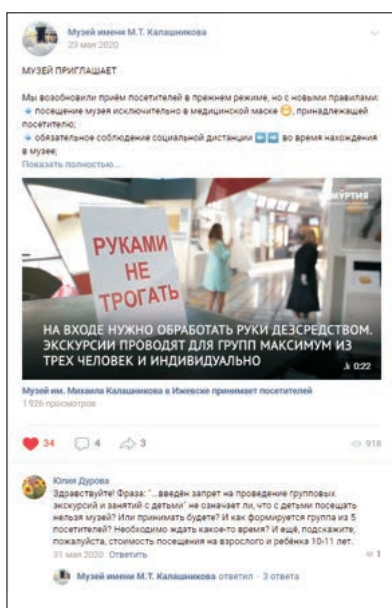 Музей имени М.Т. Калашникова
23 мая 2020
МУЗЕЙ ПРИГЛАШАЕТ
Мы возобновили приём посетителей в прежнем режиме, но с новыми правилами:
посещение музея исключительно в медицинской маске 😷, принадлежащей
посетителю;
обязательное соблюдение социальной дистанции ⬅️➡️ во время нахождения
в музее;
Показать полностью...
УДМУРТИЯ
РУКАМИ
НЕ
ТРОГАТЬ
НА ВХОДЕ НУЖНО ОБРАБОТАТЬ РУКИ ДЕЗСРЕДСТВОМ.
ЭКСКУРСИИ ПРОВОДЯТ ДЛЯ ГРУПП МАКСИМУМ ИЗ
ТРЕХ ЧЕЛОВЕК И ИНДИВИДУАЛЬНО
0:22
Музей им. Михаила Калашникова в Ижевске принимает посетителей
1 926 просмотров
34 4 3 918
Юлия Дурова
Здравствуйте! Фраза: "...введён запрет на проведение групповых
экскурсий и занятий с детьми" не означает ли, что с детьми посещать
нельзя музей? Или принимать будете? И как формируется группа из 5
посетителей? Необходимо ждать какое-то время? И ещё, подскажите,
пожалуйста, стоимость посещения на взрослого и ребёнка 10-11 лет.
31 мая 2020 Ответить 1
Музей имени М.Т. Калашникова ответил · 3 ответа